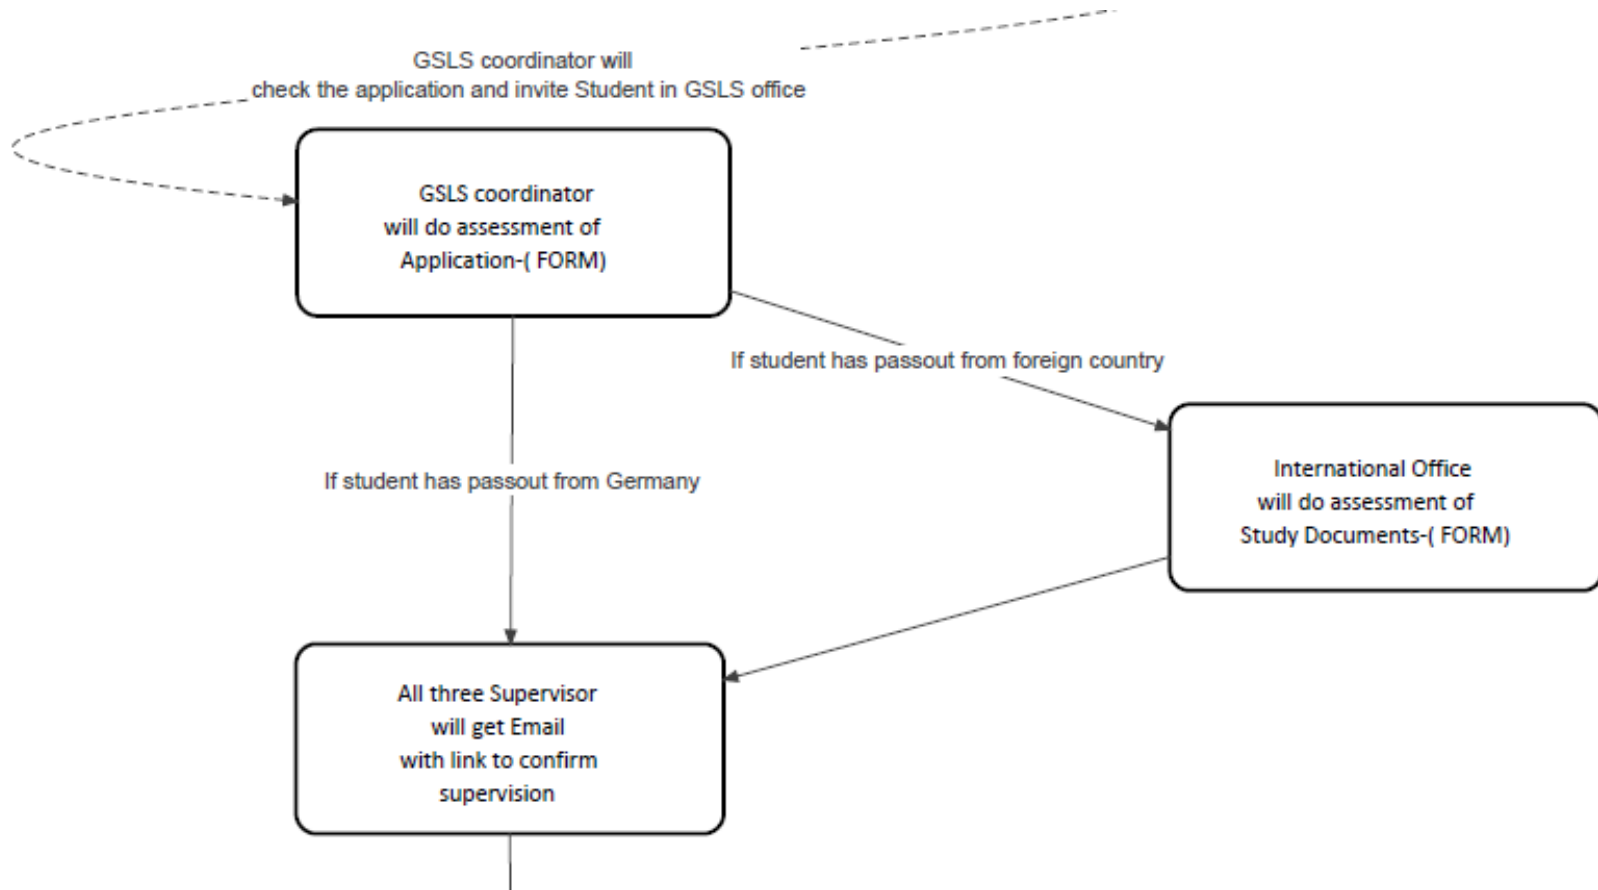 GSLS coordinator will
check the application and invite Student in GSLS office
GSLS coordinator
will do assessment of
Application-( FORM)
If student has passout from foreign country
If student has passout from Germany
International Office
will do assessment of
Study Documents-( FORM)
All three Supervisor
will get Email
with link to confirm
supervision